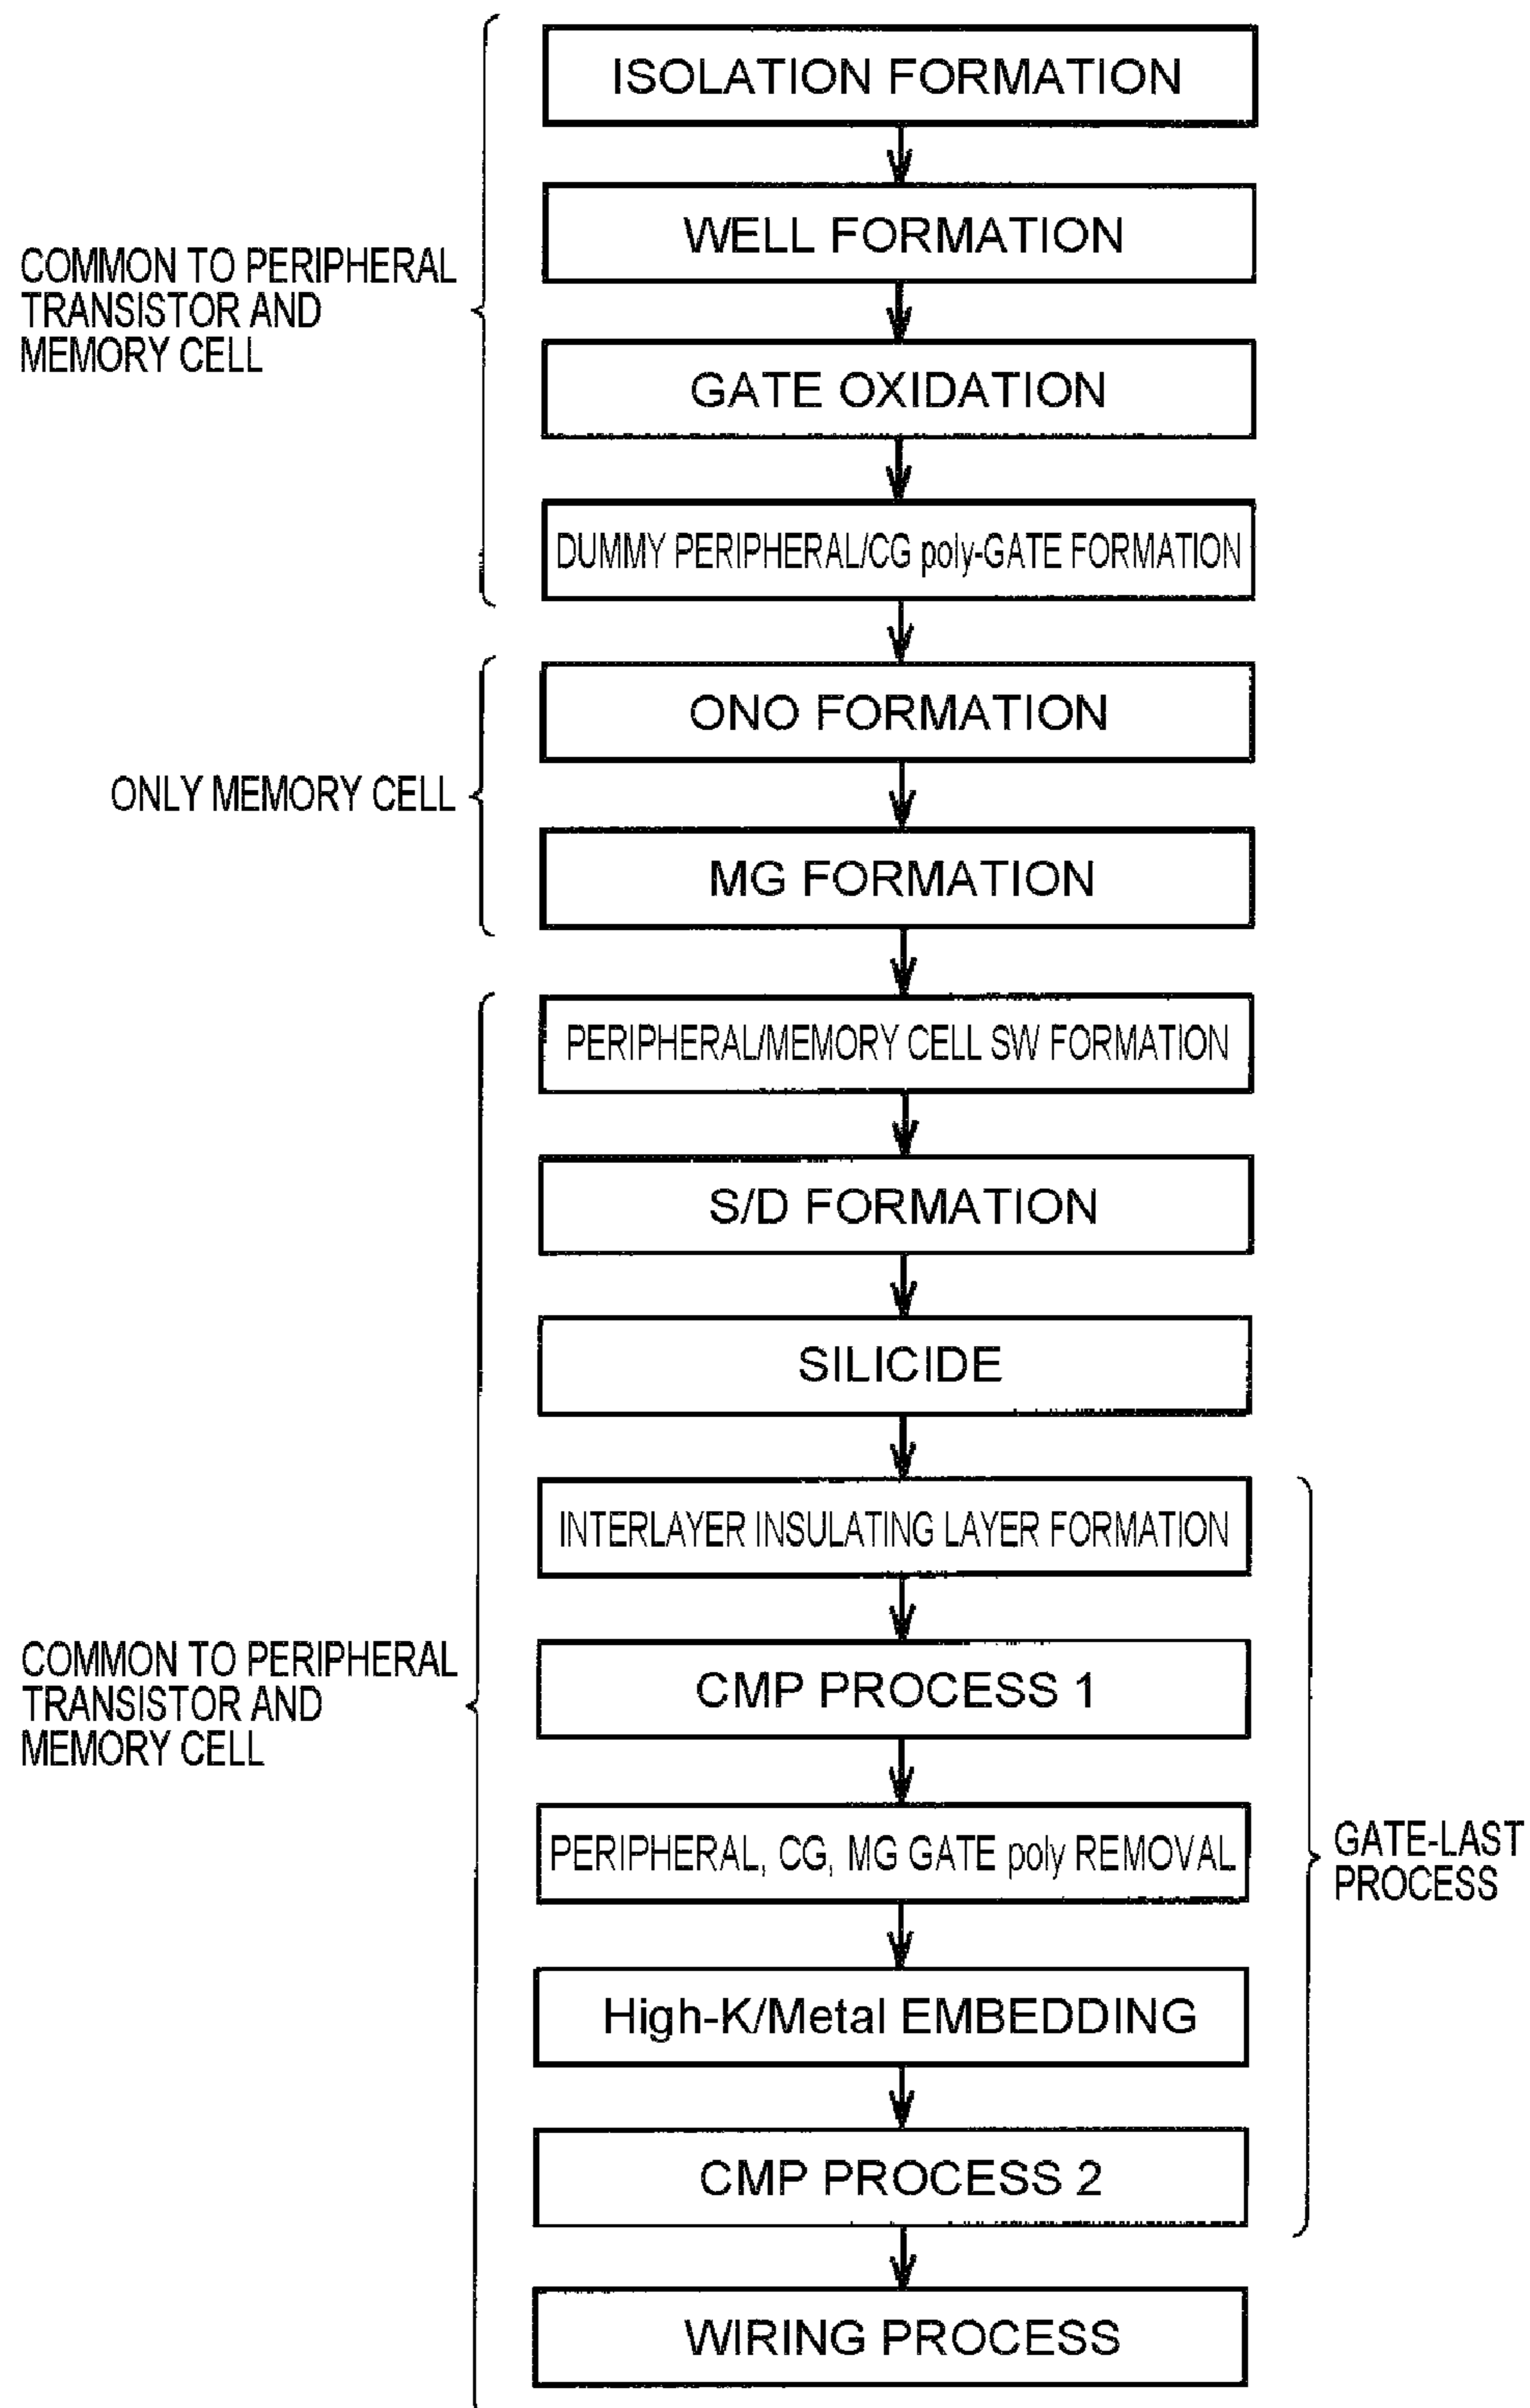 ISOLATION FORMATION
WELL FORMATION
COMMON TO PERIPHERAL
TRANSISTOR AND
MEMORY CELL
GATE OXIDATION
DUMMY PERIPHERAL/CG poly-GATE FORMATION
ONO FORMATION
ONLY MEMORY CELL
MG FORMATION
PERIPHERAL/MEMORY CELL SW FORMATION
S/D FORMATION
SILICIDE
INTERLAYER INSULATING LAYER FORMATION
COMMON TO PERIPHERAL
TRANSISTOR AND
MEMORY CELL
CMP PROCESS 1
PERIPHERAL, CG, MG GATE poly REMOVAL
GATE-LAST
PROCESS
High-K/Metal EMBEDDING
CMP PROCESS 2
WIRING PROCESS